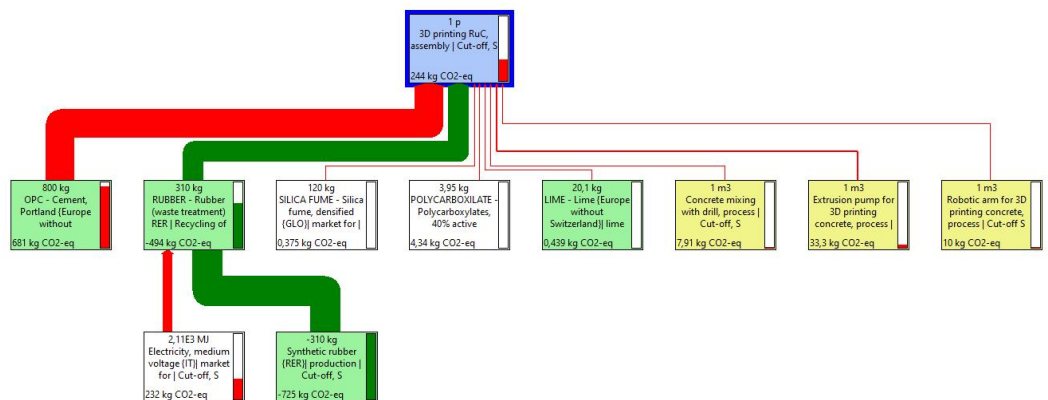 1 p
3D printing RuC,
assembly | Cut-off, S
244 kg CO2-eq
800 kg
OPC - Cement,
Portland {Europe
without
681 kg CO2-eq
310 kg
RUBBER - Rubber
(waste treatment)
RER | Recycling of
-494 kg CO2-eq
120 kg
SILICA FUME - Silica
fume, densified
{GLO}| market for |
0,375 kg CO2-eq
3,95 kg
POLYCARBOXILATE -
Polycarboxylates,
40% active
4,34 kg CO2-eq
20,1 kg
LIME - Lime {Europe
without
Switzerland}| lime
0,439 kg CO2-eq
1 m3
Concrete mixing
with drill, process |
Cut-off, S
7,91 kg CO2-eq
1 m3
Extrusion pump for
3D printing
concrete, process |
33,3 kg CO2-eq
1 m3
Robotic arm for 3D
printing concrete,
process | Cut-off S
10 kg CO2-eq
2,11E3 MJ
Electricity, medium
voltage {IT}| market
for | Cut-off, S
232 kg CO2-eq
-310 kg
Synthetic rubber
{RER}| production |
Cut-off, S
-725 kg CO2-eq